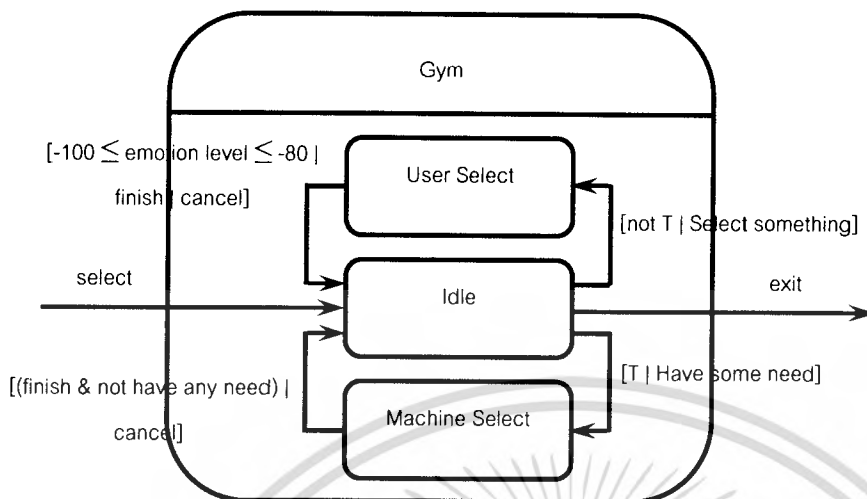 Gym
[-100 ≤ emotion level ≤ -80 |
finish | cancel]
User Select
[not T | Select something]
select
Idle
exit
[(finish & not have any need) |
cancel]
[T | Have some need]
Machine Select